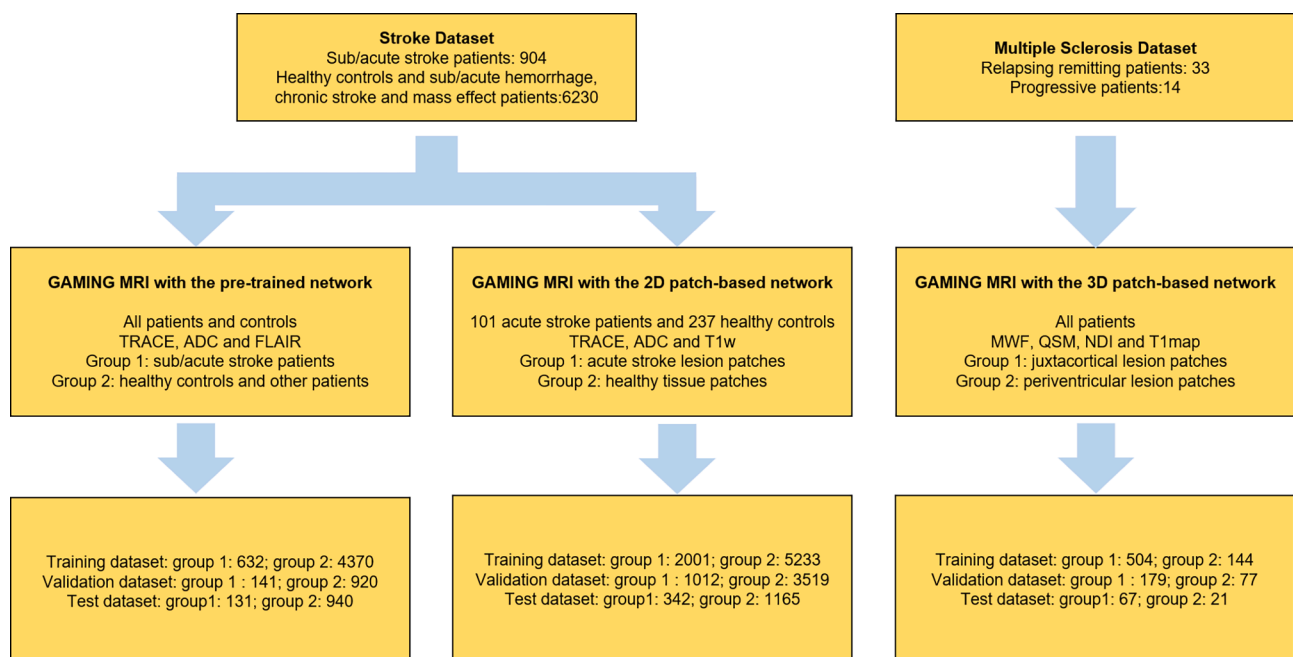 Stroke Dataset
Sub/acute stroke patients: 904
Healthy controls and sub/acute hemorrhage,
chronic stroke and mass effect patients:6230
Multiple Sclerosis Dataset
Relapsing remitting patients: 33
Progressive patients:14
GAMING MRI with the pre-trained network
All patients and controls
TRACE, ADC and FLAIR
Group 1: sub/acute stroke patients
Group 2: healthy controls and other patients
GAMING MRI with the 2D patch-based network
101 acute stroke patients and 237 healthy controls
TRACE, ADC and T1w
Group 1: acute stroke lesion patches
Group 2: healthy tissue patches
GAMING MRI with the 3D patch-based network
All patients
MWF, QSM, NDI and T1map
Group 1: juxtacortical lesion patches
Group 2: periventricular lesion patches
Training dataset: group 1: 632; group 2: 4370
Validation dataset: group 1 : 141; group 2: 920
Test dataset: group1: 131; group 2: 940
Training dataset: group 1: 2001; group 2: 5233
Validation dataset: group 1 : 1012; group 2: 3519
Test dataset: group1: 342; group 2: 1165
Training dataset: group 1: 504; group 2: 144
Validation dataset: group 1 : 179; group 2: 77
Test dataset: group1: 67; group 2: 21